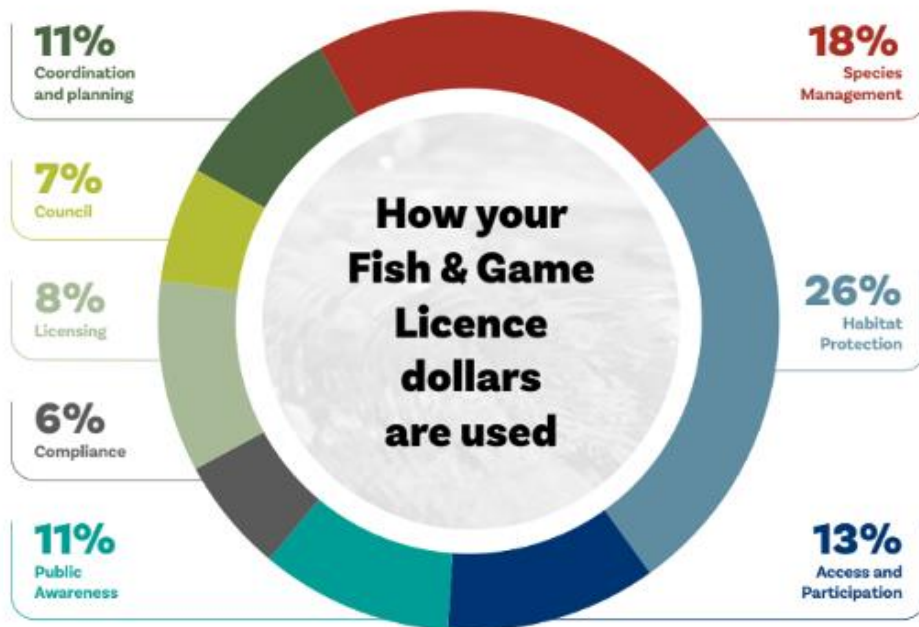 11%
Coordination
and planning
7%
Council
8%
Licensing
6%
Compliance
11%
Public
Awareness
How your
Fish & Game
Licence
dollars
are used
18%
Species
Management
26%
Habitat
Protection
13%
Access and
Participation